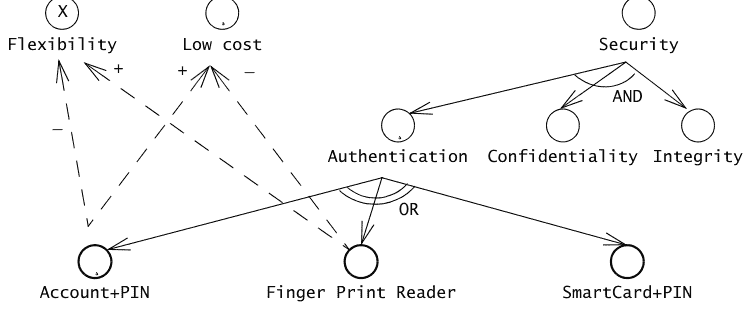 X
Flexibility
Low cost
Security
+
+
–
AND
–
Authentication
Confidentiality
Integrity
OR
Account+PIN
Finger Print Reader
SmartCard+PIN